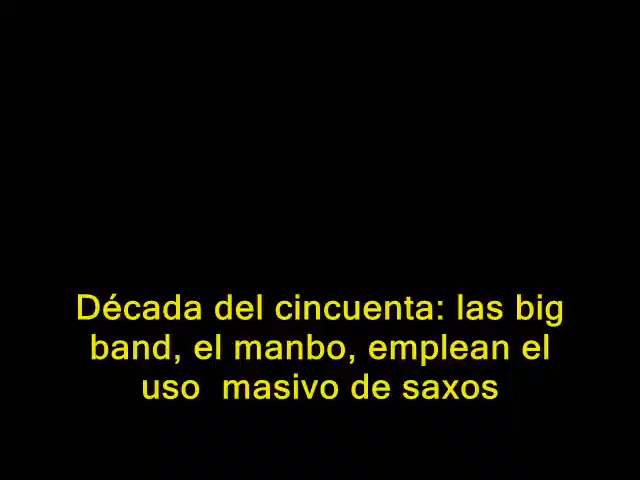 Década del cincuenta: las big
band, el manbo, emplean el
uso  masivo de saxos